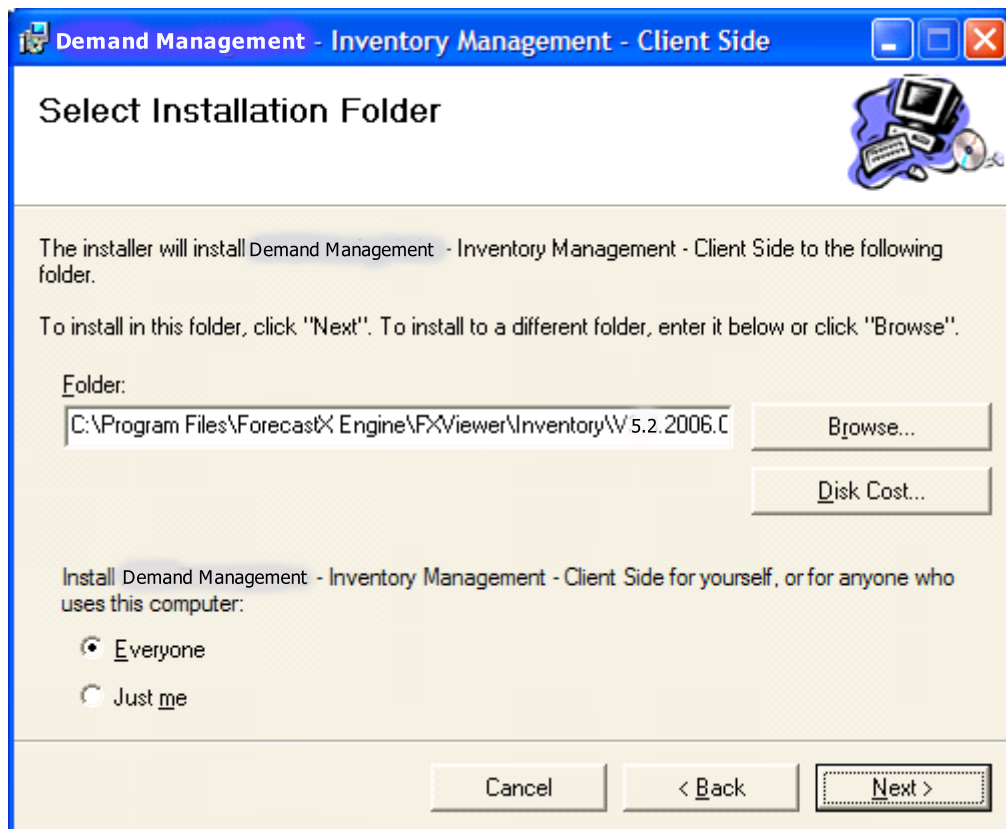 Demand Management - Inventory Management - Client Side
Select Installation Folder
The installer will install Demand Management - Inventory Management - Client Side to the following
folder.
To install in this folder, click "Next". To install to a different folder, enter it below or click "Browse".
Folder:
C:\Program Files\ForecastX Engine\FXViewer\Inventory\V5.2.2006.
Browse...
Disk Cost...
Install Demand Management - Inventory Management - Client Side for yourself, or for anyone who
uses this computer:
Everyone
Just me
Cancel
< Back
Next >